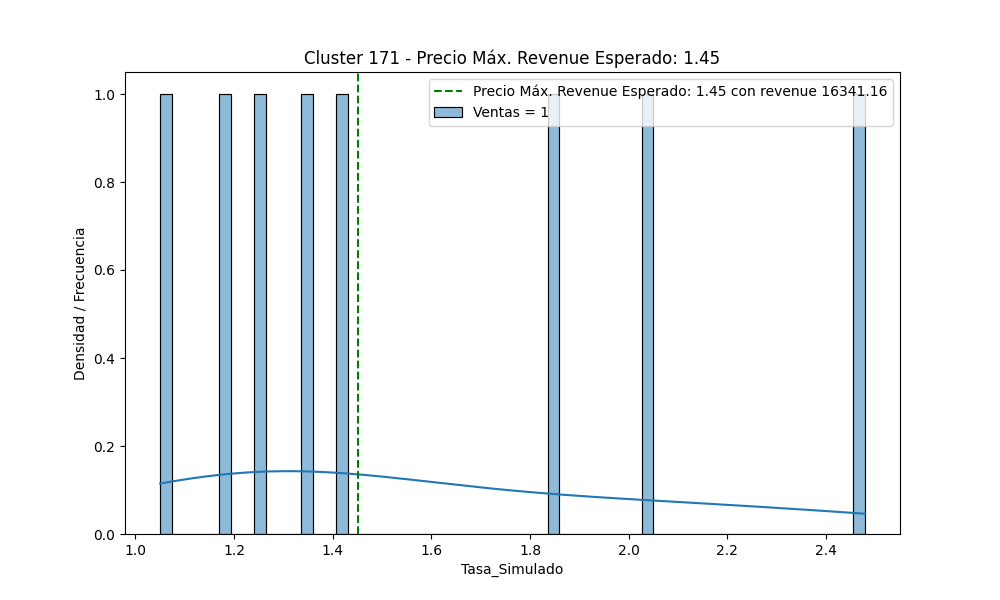 Cluster 171 - Precio Máx. Revenue Esperado: 1.45
Precio Máx. Revenue Esperado: 1.45 con revenue 16341.16
Ventas = 1
Densidad / Frecuencia
1.0
0.8
0.6
0.4
0.2
0.0
1.0 1.2 1.4 1.6 1.8 2.0 2.2 2.4
Tasa_Simulado